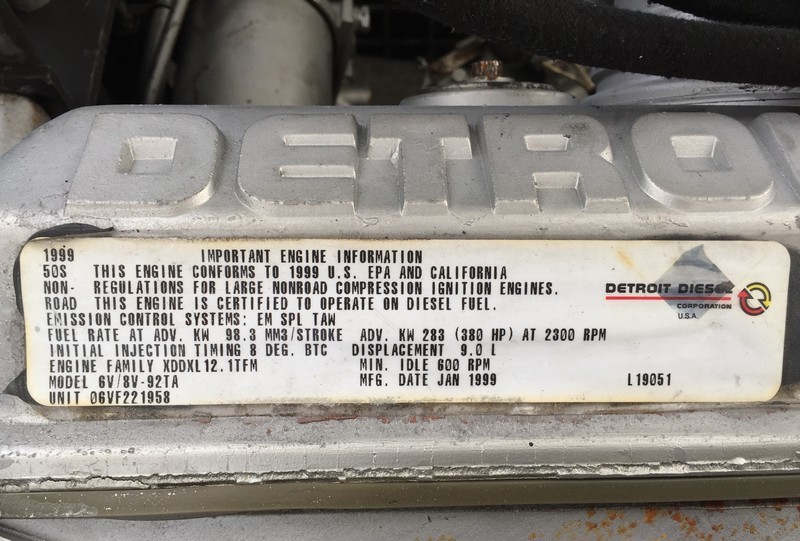 DETRO
1999 IMPORTANT ENGINE INFORMATION
50S THIS ENGINE CONFORMS TO 1999 U.S. EPA AND CALIFORNIA
NON- REGULATIONS FOR LARGE NONROAD COMPRESSION IGNITION ENGINES.
ROAD THIS ENGINE IS CERTIFIED TO OPERATE ON DIESEL FUEL.
EMISSION CONTROL SYSTEMS: EM SPL TAW
FUEL RATE AT ADV. KW 98.3 MM3/STROKE ADV. KW 283 (380 HP) AT 2300 RPM
INITIAL INJECTION TIMING 8 DEG. BTC DISPLACEMENT 9.0 L
ENGINE FAMILY XDDXL12.1TFM MIN. IDLE 600 RPM
MODEL 6V/8V-92TA MFG. DATE JAN 1999 L19051
UNIT 06VF221958
DETROIT DIESEL
CORPORATION
U.S.A.